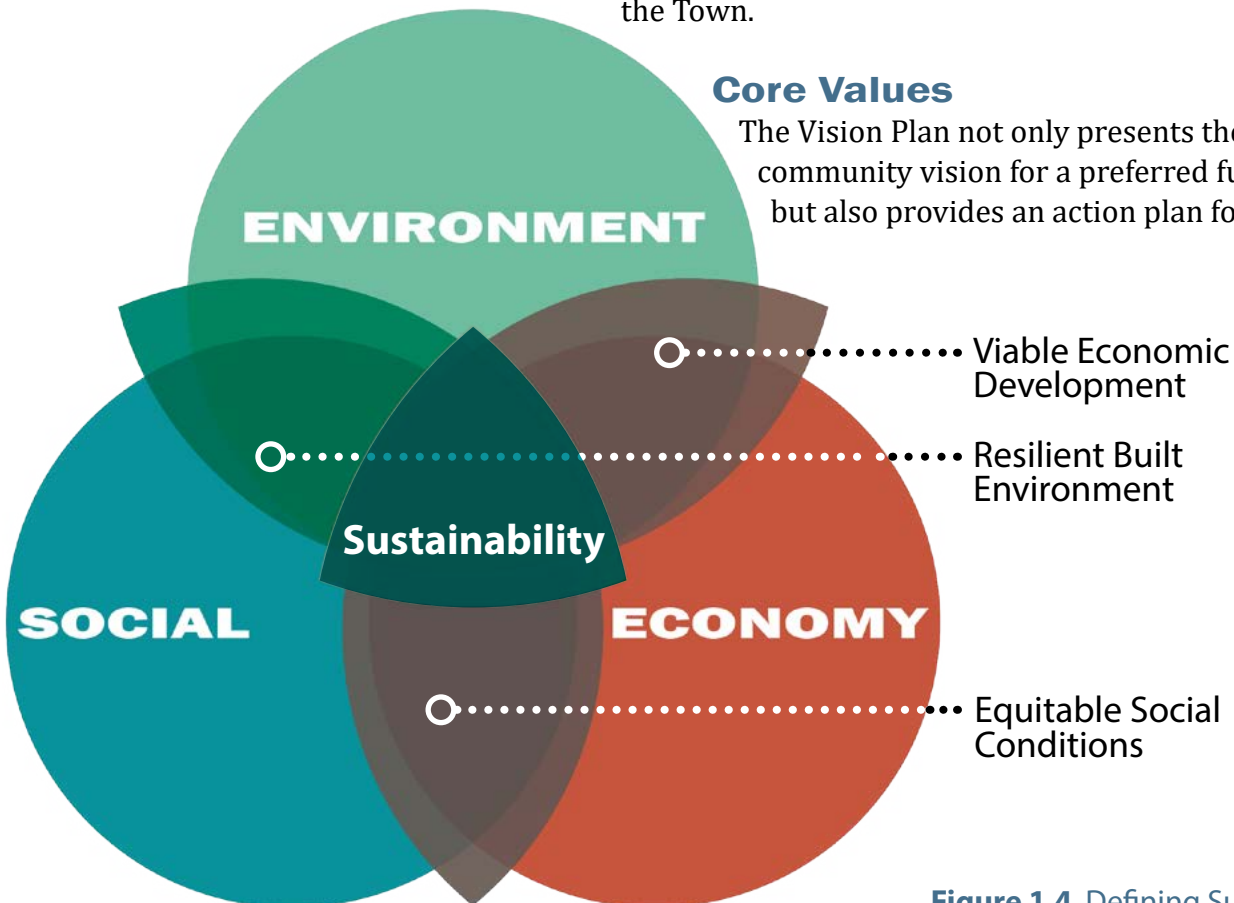 the Town.
Core Values
The Vision Plan not only presents the
community vision for a preferred fu
but also provides an action plan fo
ENVIRONMENT
Viable Economic
Development
Resilient Built
Environment
Sustainability
SOCIAL
ECONOMY
Equitable Social
Conditions
Figure 1.4 Defining Su